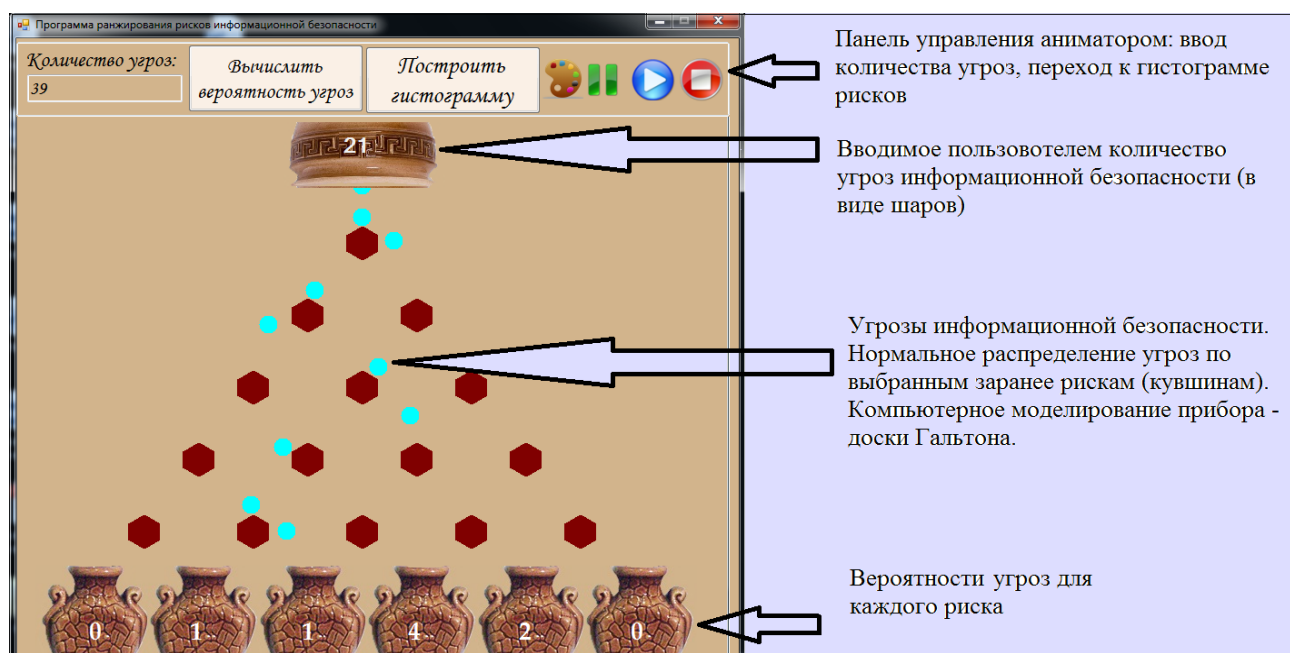 Программа ранжирования рисков информационной безопасности
Количество угроз:
39
Вычислить
вероятность угроз
Построить
гистограмму
Панель управления аниматором: ввод
количества угроз, переход к гистограмме
рисков
21
Вводимое пользовотелем количество
угроз информационной безопасности (в
виде шаров)
Угрозы информационной безопасности.
Нормальное распределение угроз по
выбранным заранее рискам (кувшинам).
Компьютерное моделирование прибора -
доски Гальтона.
Вероятности угроз для
каждого риска
0 1 1 4 2 0